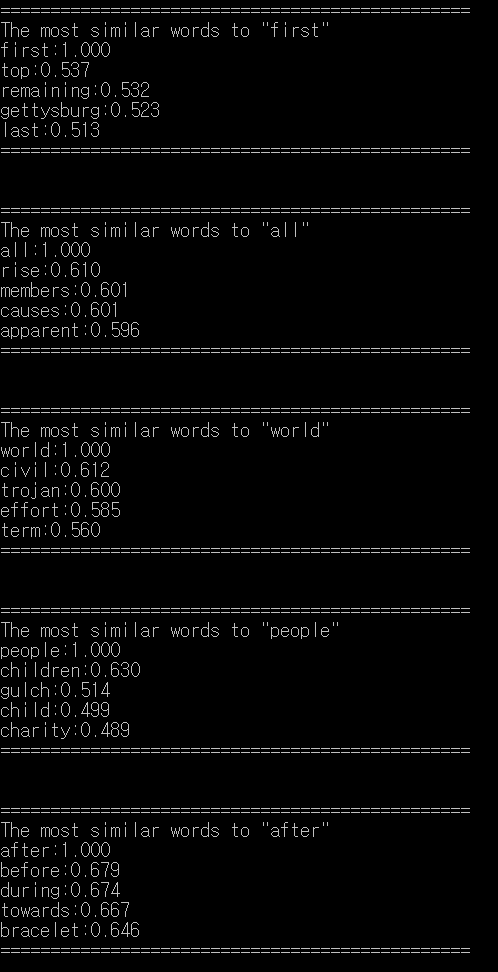 ===============================================
The most similar words to "first"
first:1.000
top:0.537
remaining:0.532
gettysburg:0.523
last:0.513
===============================================
===============================================
The most similar words to "all"
all:1.000
rise:0.610
members:0.601
causes:0.601
apparent:0.596
===============================================
===============================================
The most similar words to "world"
world:1.000
civil:0.612
trojan:0.600
effort:0.585
term:0.560
===============================================
===============================================
The most similar words to "people"
people:1.000
children:0.630
gulch:0.514
child:0.499
charity:0.489
===============================================
===============================================
The most similar words to "after"
after:1.000
before:0.679
during:0.674
towards:0.667
bracelet:0.646
===============================================